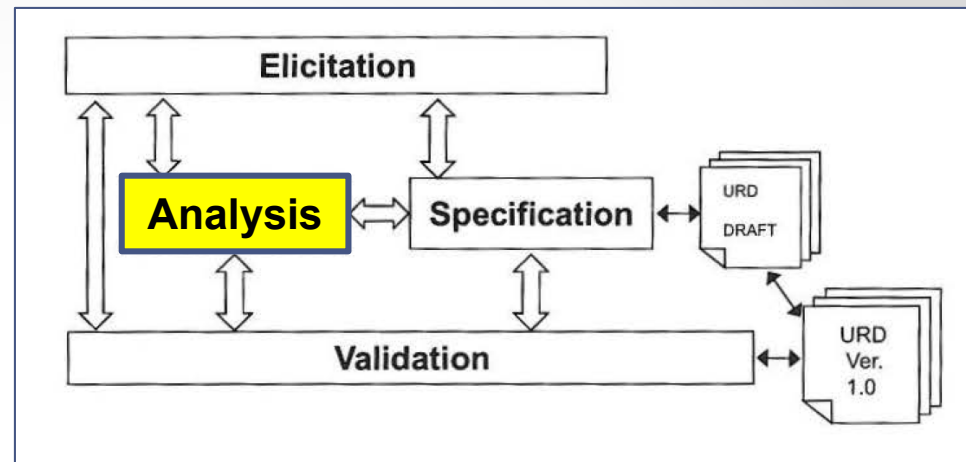 Elicitation
Analysis
Specification
URD
DRAFT
Validation
URD
Ver.
1.0